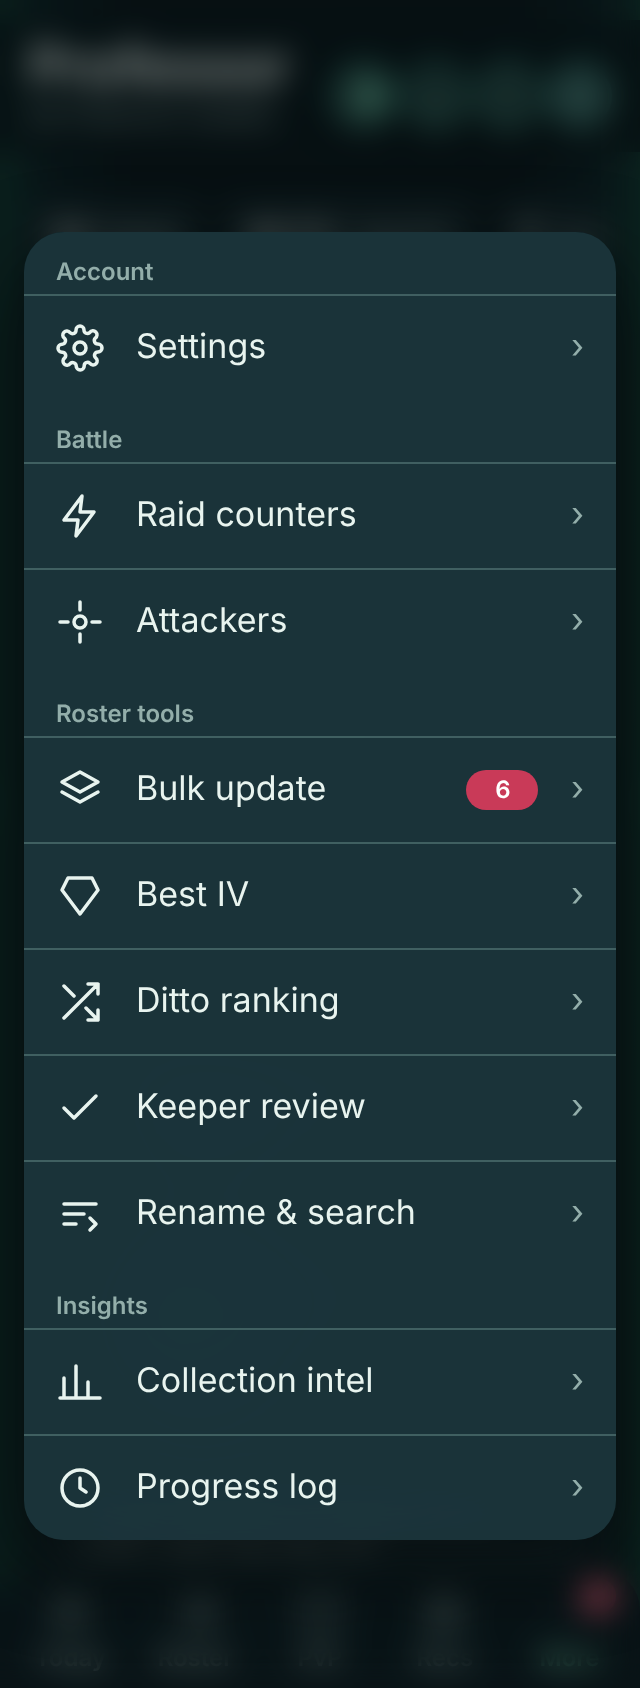 Account
Settings
Battle
Raid counters
Attackers
Roster tools
Bulk update 6
Best IV
Ditto ranking
Keeper review
Rename & search
Insights
Collection intel
Progress log